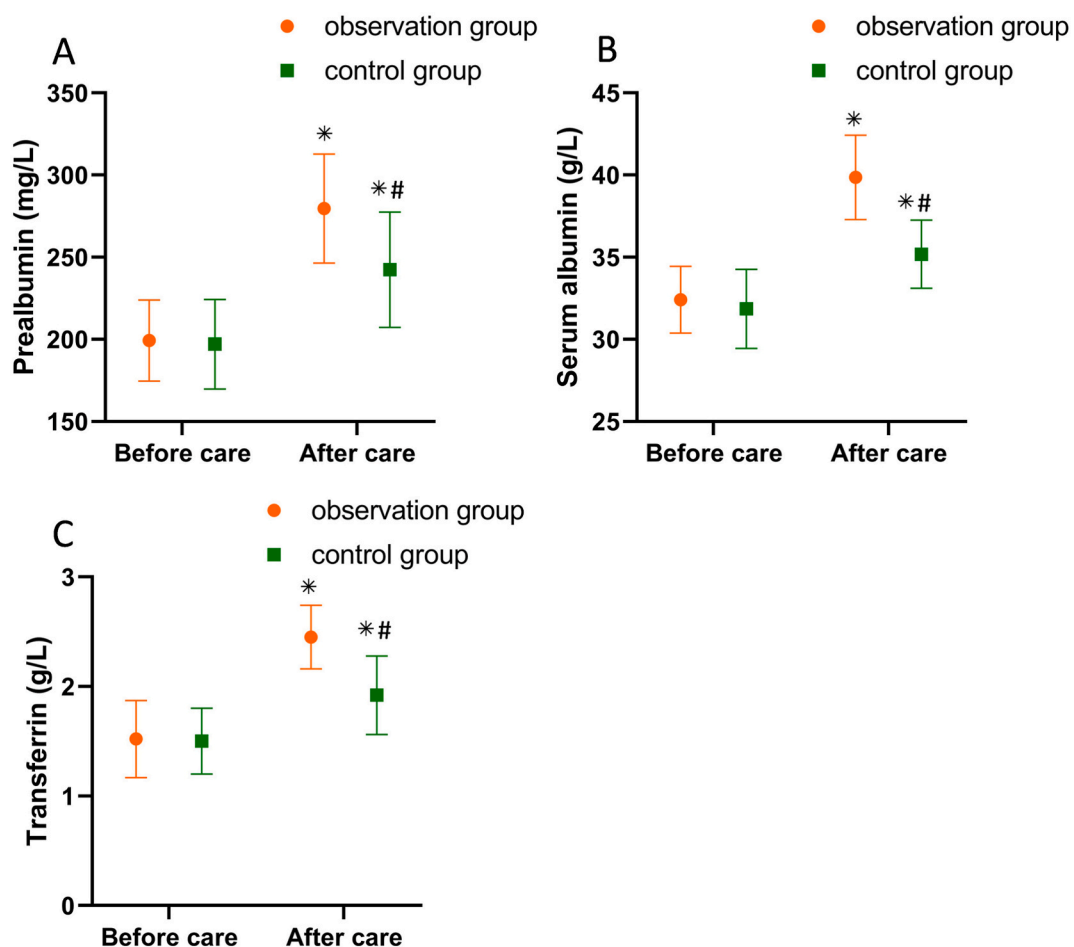 A
observation group
control group
Prealbumin (mg/L)
350
300
250
200
150
✳
✳#
Before care
After care
B
observation group
control group
Serum albumin (g/L)
45
40
35
30
25
✳
✳#
Before care
After care
C
observation group
control group
Transferrin (g/L)
3
2
1
0
✳
✳#
Before care
After care